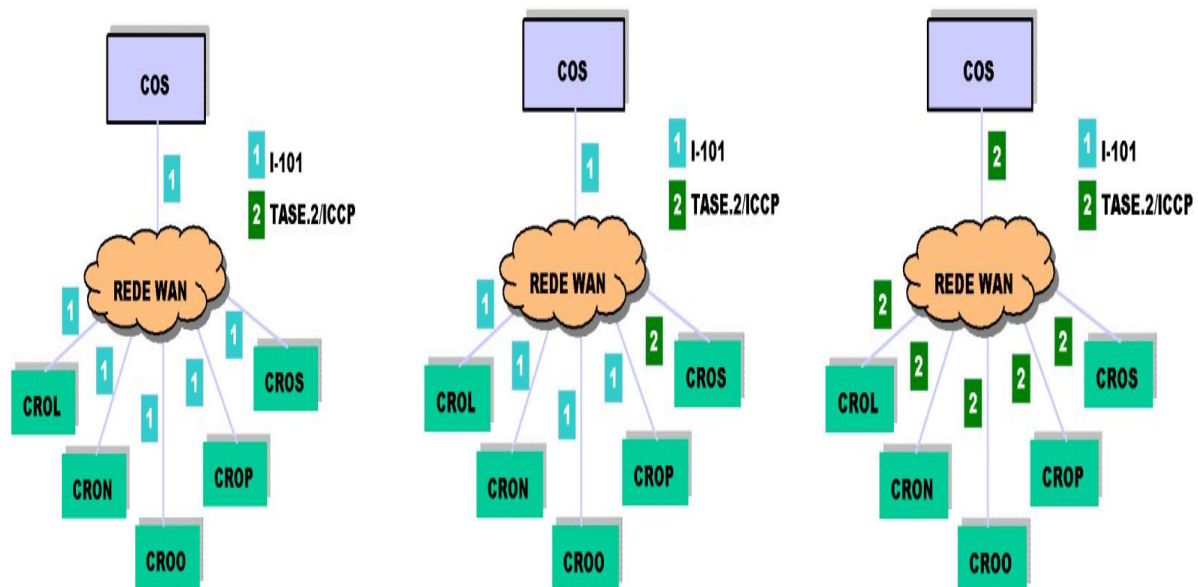 COS
1
1 I-101
2 TASE.2/ICCP
REDE WAN
1
1
1
1
1
CROL
CRON
CROO
CROP
CROS
COS
1
1 I-101
2 TASE.2/ICCP
REDE WAN
1
1
1
1
2
CROL
CRON
CROO
CROP
CROS
COS
2
1 I-101
2 TASE.2/ICCP
REDE WAN
2
2
2
2
2
CROL
CRON
CROO
CROP
CROS